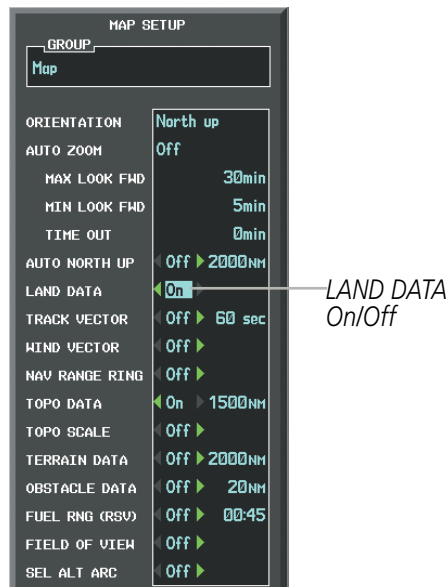 MAP SETUP
GROUP
Map
ORIENTATION North up
AUTO ZOOM Off
MAX LOOK FWD 30min
MIN LOOK FWD 5min
TIME OUT 0min
AUTO NORTH UP Off 2000NM
LAND DATA On
LAND DATA
On/Off
TRACK VECTOR Off 60 sec
WIND VECTOR Off
NAV RANGE RING Off
TOPO DATA On 1500NM
TOPO SCALE Off
TERRAIN DATA Off 2000NM
OBSTACLE DATA Off 20NM
FUEL RNG (RSV) Off 00:45
FIELD OF VIEW Off
SEL ALT ARC Off